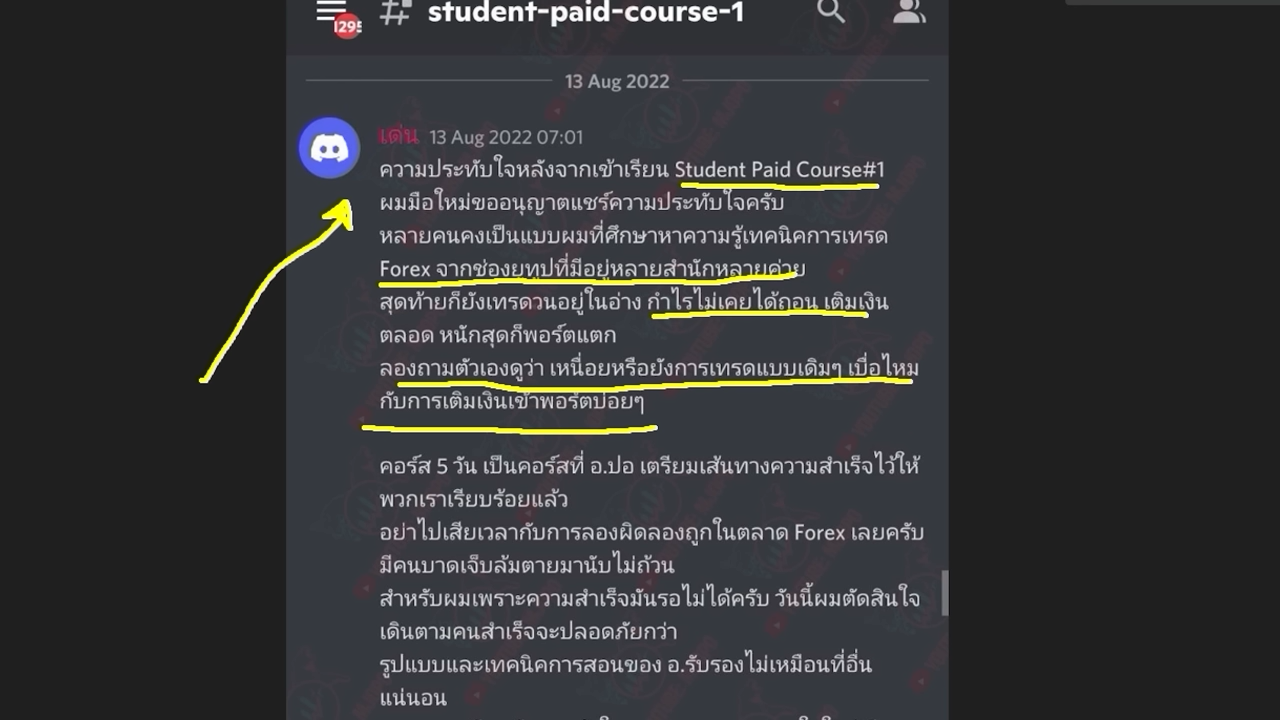 1295
# student-paid-course-1
13 Aug 2022
เด่น 13 Aug 2022 07:01
ความประทับใจหลังจากเข้าเรียน Student Paid Course#1
ผมมือใหม่ขออนุญาตแชร์ความประทับใจครับ
หลายคนคงเป็นแบบผมที่ศึกษาหาความรู้เทคนิคการเทรด
Forex จากช่องยูทูปที่มีอยู่หลายสำนักหลายค่าย
สุดท้ายก็ยังเทรดวนอยู่ในอ่าง กำไรไม่เคยได้ถอน เติมเงิน
ตลอด หนักสุดก็พอร์ตแตก
ลองถามตัวเองดูว่า เหนื่อยหรือยังการเทรดแบบเดิมๆ เบื่อไหม
กับการเติมเงินเข้าพอร์ตบ่อยๆ
คอร์ส 5 วัน เป็นคอร์สที่ อ.ปอ เตรียมเส้นทางความสำเร็จไว้ให้
พวกเราเรียบร้อยแล้ว
อย่าไปเสียเวลากับการลองผิดลองถูกในตลาด Forex เลยครับ
มีคนบาดเจ็บล้มตายมานับไม่ถ้วน
สำหรับผมเพราะความสำเร็จมันรอไม่ได้ครับ วันนี้ผมตัดสินใจ
เดินตามคนสำเร็จจะปลอดภัยกว่า
รูปแบบและเทคนิคการสอนของ อ.รับรองไม่เหมือนที่อื่น
แน่นอน